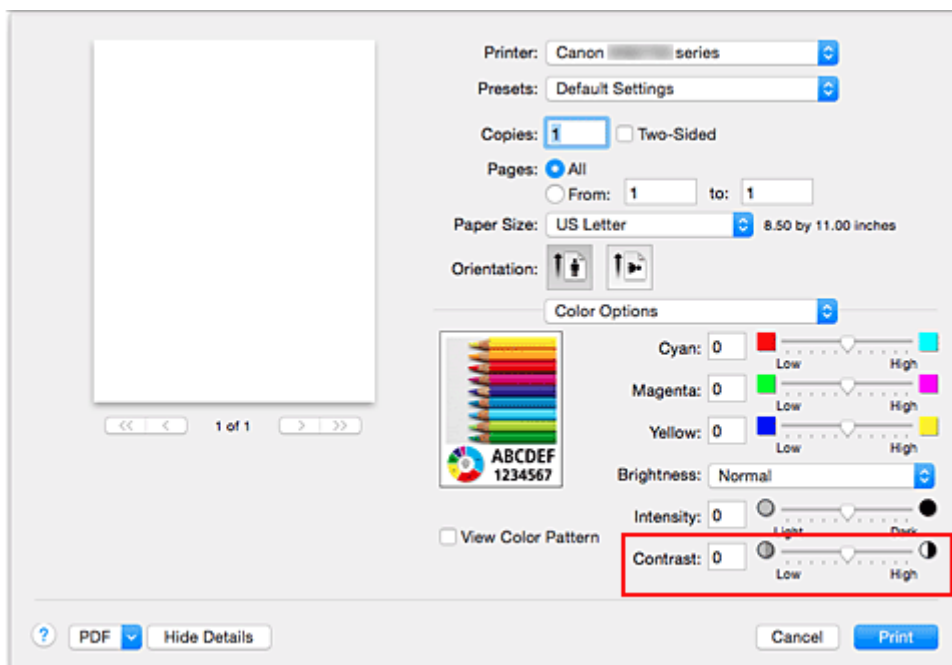 Printer: Canon series
Presets: Default Settings
Copies: 1 Two-Sided
Pages: All
From: 1 to: 1
Paper Size: US Letter 8.50 by 11.00 inches
Orientation:
Color Options
Cyan: 0
Low High
Magenta: 0
Low High
Yellow: 0
Low High
ABCDEF
1234567
Brightness: Normal
Intensity: 0
Light Dark
View Color Pattern
Contrast: 0
Low High
1 of 1
? PDF Hide Details Cancel Print